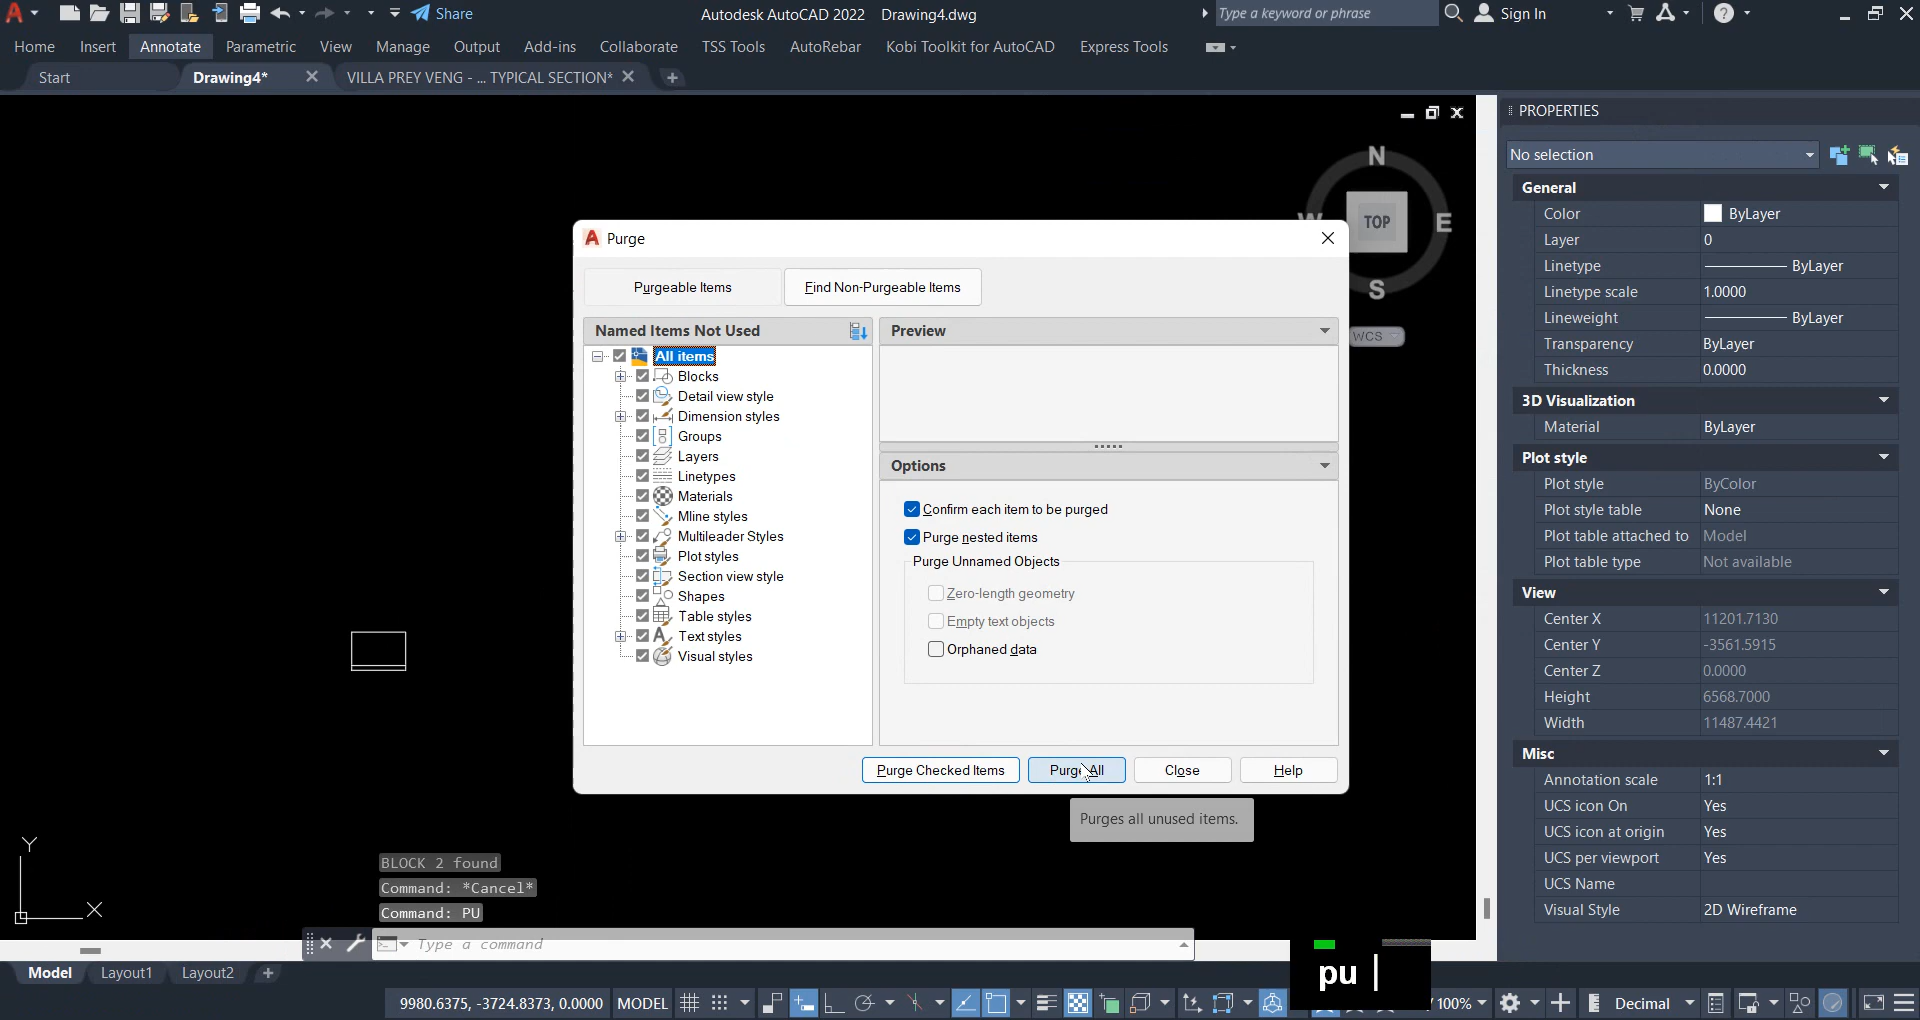 Share
Autodesk AutoCAD 2022 Drawing4.dwg
Type a keyword or phrase
Sign In
Home Insert Annotate Parametric View Manage Output Add-ins Collaborate TSS Tools AutoRebar Kobi Toolkit for AutoCAD Express Tools
Start Drawing4* VILLA PREY VENG - ... TYPICAL SECTION*
N
W TOP E
S
WCS
Purge
Purgeable Items Find Non-Purgeable Items
Named Items Not Used
All items
Blocks
Detail view style
Dimension styles
Groups
Layers
Linetypes
Materials
Mline styles
Multileader Styles
Plot styles
Section view style
Shapes
Table styles
Text styles
Visual styles
Preview
Options
Confirm each item to be purged
Purge nested items
Purge Unnamed Objects
Zero-length geometry
Empty text objects
Orphaned data
Purge Checked Items Purge All Close Help
Purges all unused items.
PROPERTIES
No selection
General
Color ByLayer
Layer 0
Linetype ByLayer
Linetype scale 1.0000
Lineweight ByLayer
Transparency ByLayer
Thickness 0.0000
3D Visualization
Material ByLayer
Plot style
Plot style ByColor
Plot style table None
Plot table attached to Model
Plot table type Not available
View
Center X 11201.7130
Center Y -3561.5915
Center Z 0.0000
Height 6568.7000
Width 11487.4421
Misc
Annotation scale 1:1
UCS icon On Yes
UCS icon at origin Yes
UCS per viewport Yes
UCS Name
Visual Style 2D Wireframe
Y
X
BLOCK 2 found
Command: *Cancel*
Command: PU
Type a command
pu
Model Layout1 Layout2
9980.6375, -3724.8373, 0.0000 MODEL
/ 100% Decimal